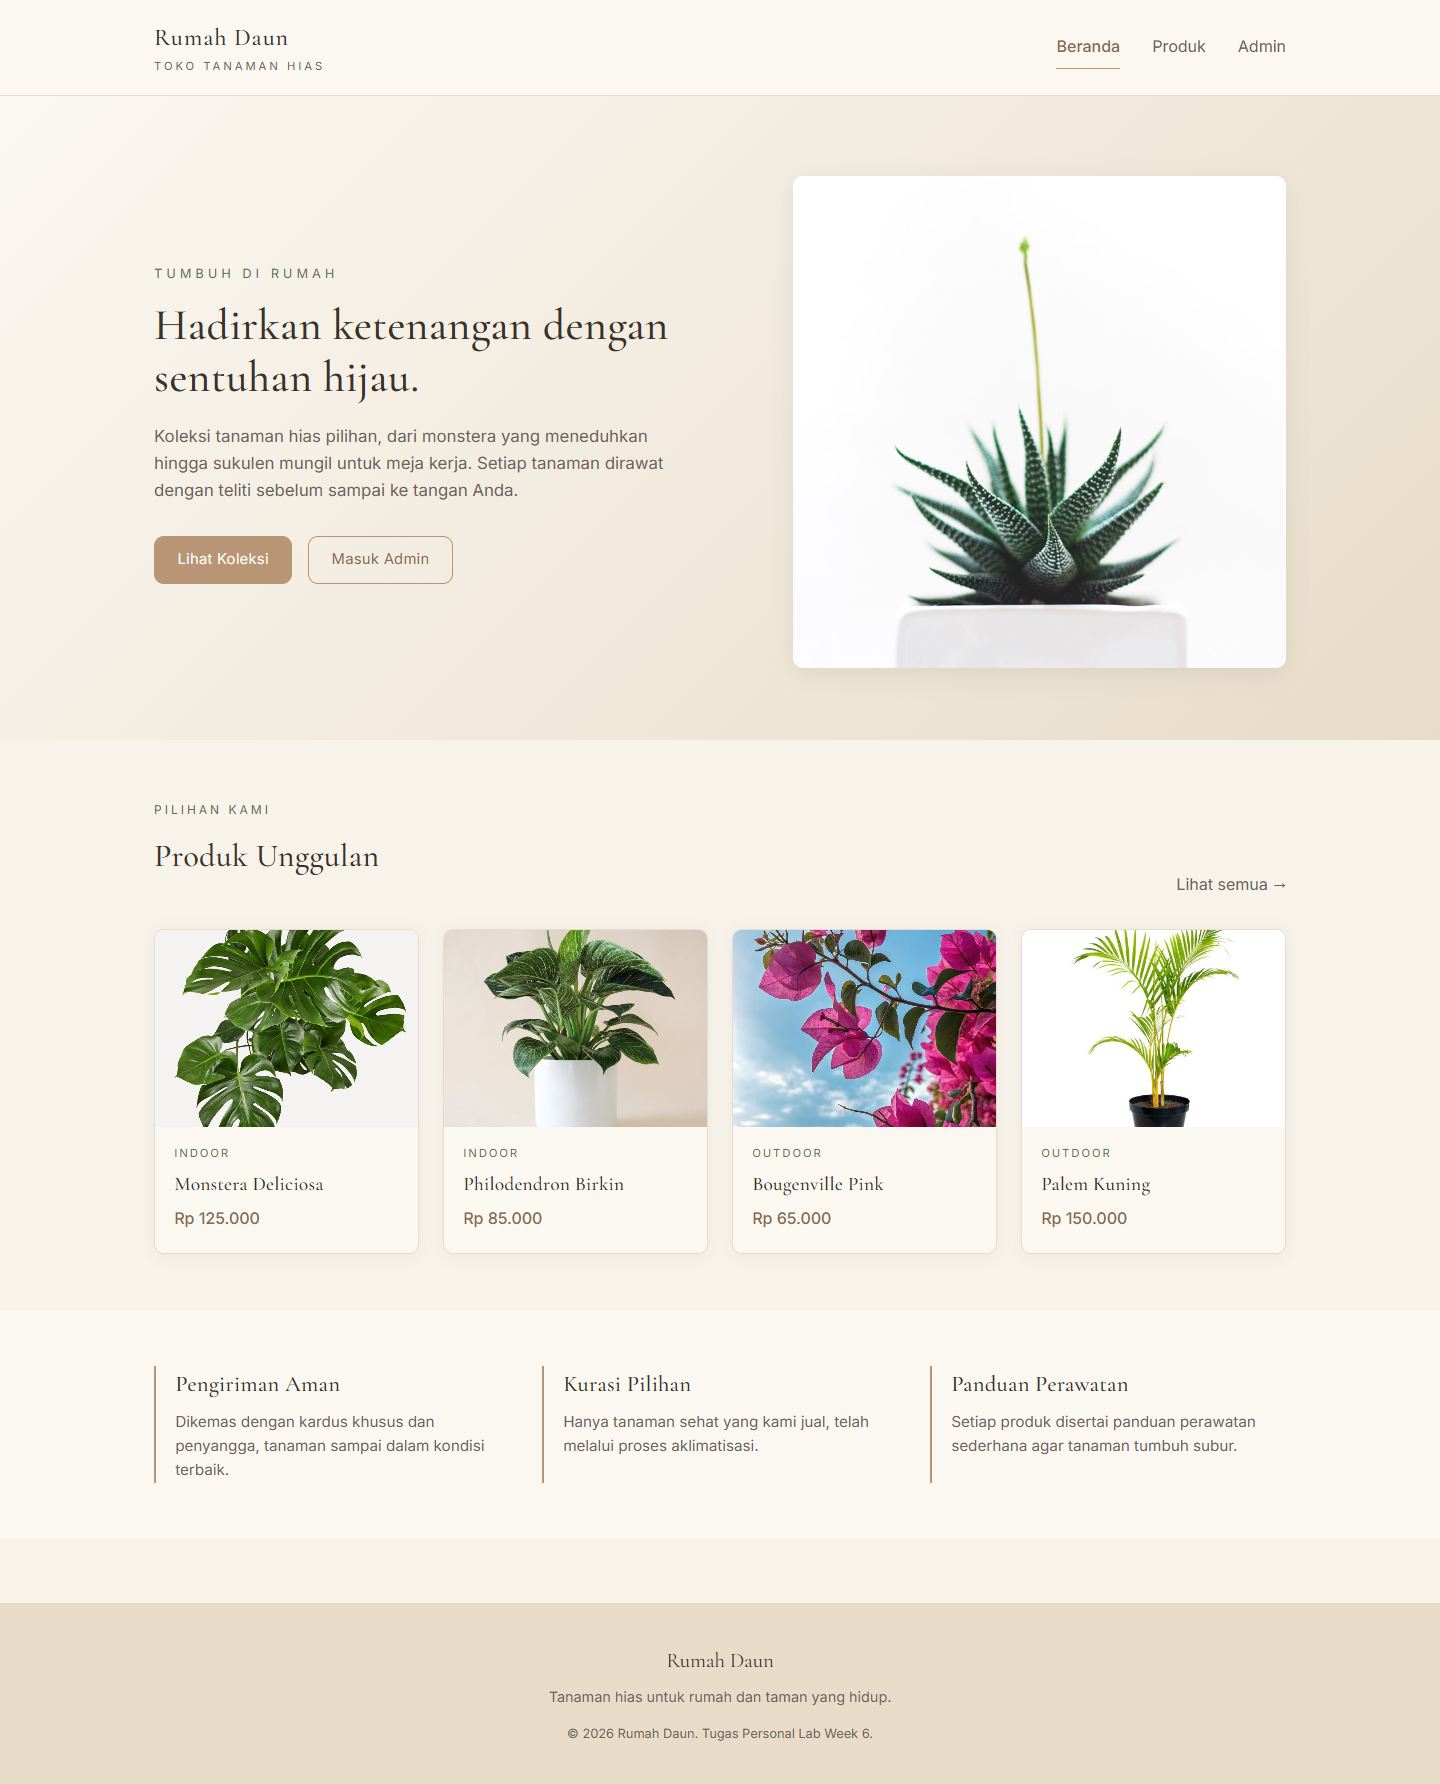 Rumah Daun
TOKO TANAMAN HIAS
Beranda Produk Admin
TUMBUH DI RUMAH
Hadirkan ketenangan dengan
sentuhan hijau.
Koleksi tanaman hias pilihan, dari monstera yang meneduhkan
hingga sukulen mungil untuk meja kerja. Setiap tanaman dirawat
dengan teliti sebelum sampai ke tangan Anda.
Lihat Koleksi Masuk Admin
PILIHAN KAMI
Produk Unggulan
Lihat semua →
INDOOR
Monstera Deliciosa
Rp 125.000
INDOOR
Philodendron Birkin
Rp 85.000
OUTDOOR
Bougenville Pink
Rp 65.000
OUTDOOR
Palem Kuning
Rp 150.000
Pengiriman Aman
Dikemas dengan kardus khusus dan
penyangga, tanaman sampai dalam kondisi
terbaik.
Kurasi Pilihan
Hanya tanaman sehat yang kami jual, telah
melalui proses aklimatisasi.
Panduan Perawatan
Setiap produk disertai panduan perawatan
sederhana agar tanaman tumbuh subur.
Rumah Daun
Tanaman hias untuk rumah dan taman yang hidup.
© 2026 Rumah Daun. Tugas Personal Lab Week 6.